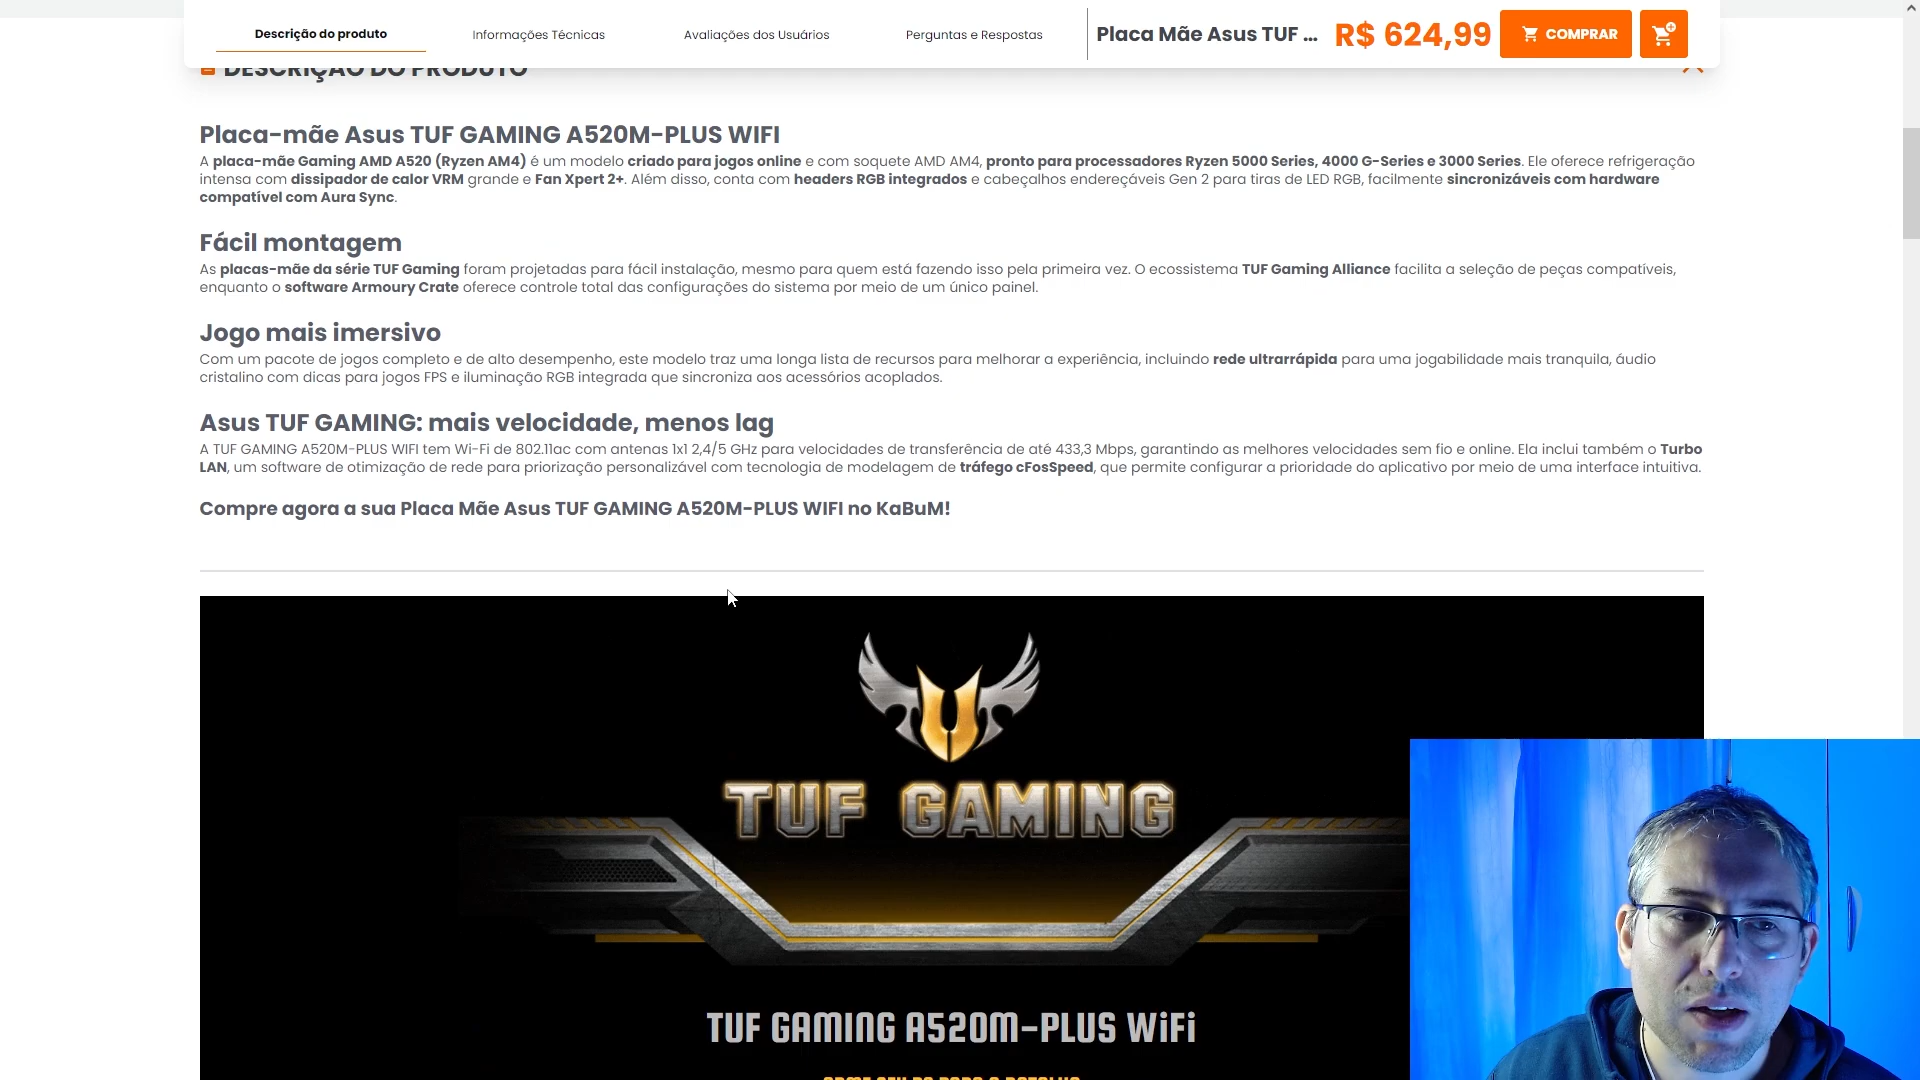 Descrição do produto
Informações Técnicas
Avaliações dos Usuários
Perguntas e Respostas
Placa Mãe Asus TUF ...
R$ 624,99
COMPRAR
DESCRIÇÃO DO PRODUTO
Placa-mãe Asus TUF GAMING A520M-PLUS WIFI
A placa-mãe Gaming AMD A520 (Ryzen AM4) é um modelo criado para jogos online e com soquete AMD AM4, pronto para processadores Ryzen 5000 Series, 4000 G-Series e 3000 Series. Ele oferece refrigeração
intensa com dissipador de calor VRM grande e Fan Xpert 2+. Além disso, conta com headers RGB integrados e cabeçalhos endereçáveis Gen 2 para tiras de LED RGB, facilmente sincronizáveis com hardware
compatível com Aura Sync.
Fácil montagem
As placas-mãe da série TUF Gaming foram projetadas para fácil instalação, mesmo para quem está fazendo isso pela primeira vez. O ecossistema TUF Gaming Alliance facilita a seleção de peças compatíveis,
enquanto o software Armoury Crate oferece controle total das configurações do sistema por meio de um único painel.
Jogo mais imersivo
Com um pacote de jogos completo e de alto desempenho, este modelo traz uma longa lista de recursos para melhorar a experiência, incluindo rede ultrarrápida para uma jogabilidade mais tranquila, áudio
cristalino com dicas para jogos FPS e iluminação RGB integrada que sincroniza aos acessórios acoplados.
Asus TUF GAMING: mais velocidade, menos lag
A TUF GAMING A520M-PLUS WIFI tem Wi-Fi de 802.11ac com antenas 1x1 2,4/5 GHz para velocidades de transferência de até 433,3 Mbps, garantindo as melhores velocidades sem fio e online. Ela inclui também o Turbo
LAN, um software de otimização de rede para priorização personalizável com tecnologia de modelagem de tráfego cFosSpeed, que permite configurar a prioridade do aplicativo por meio de uma interface intuitiva.
Compre agora a sua Placa Mãe Asus TUF GAMING A520M-PLUS WIFI no KaBuM!
TUF GAMING
TUF GAMING A520M-PLUS WiFi